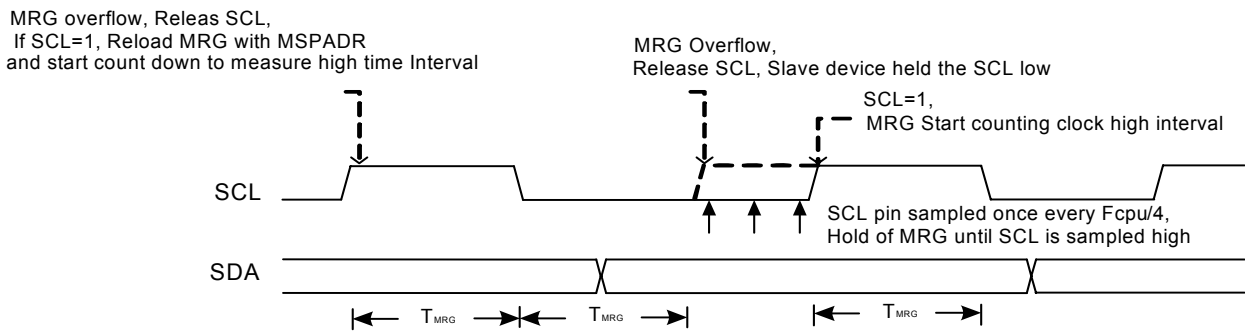 MRG overflow, Releas SCL,
If SCL=1, Reload MRG with MSPADR
and start count down to measure high time Interval
MRG Overflow,
Release SCL, Slave device held the SCL low
SCL=1,
MRG Start counting clock high interval
SCL
SCL pin sampled once every Fcpu/4,
Hold of MRG until SCL is sampled high
SDA
TMRG
TMRG
TMRG